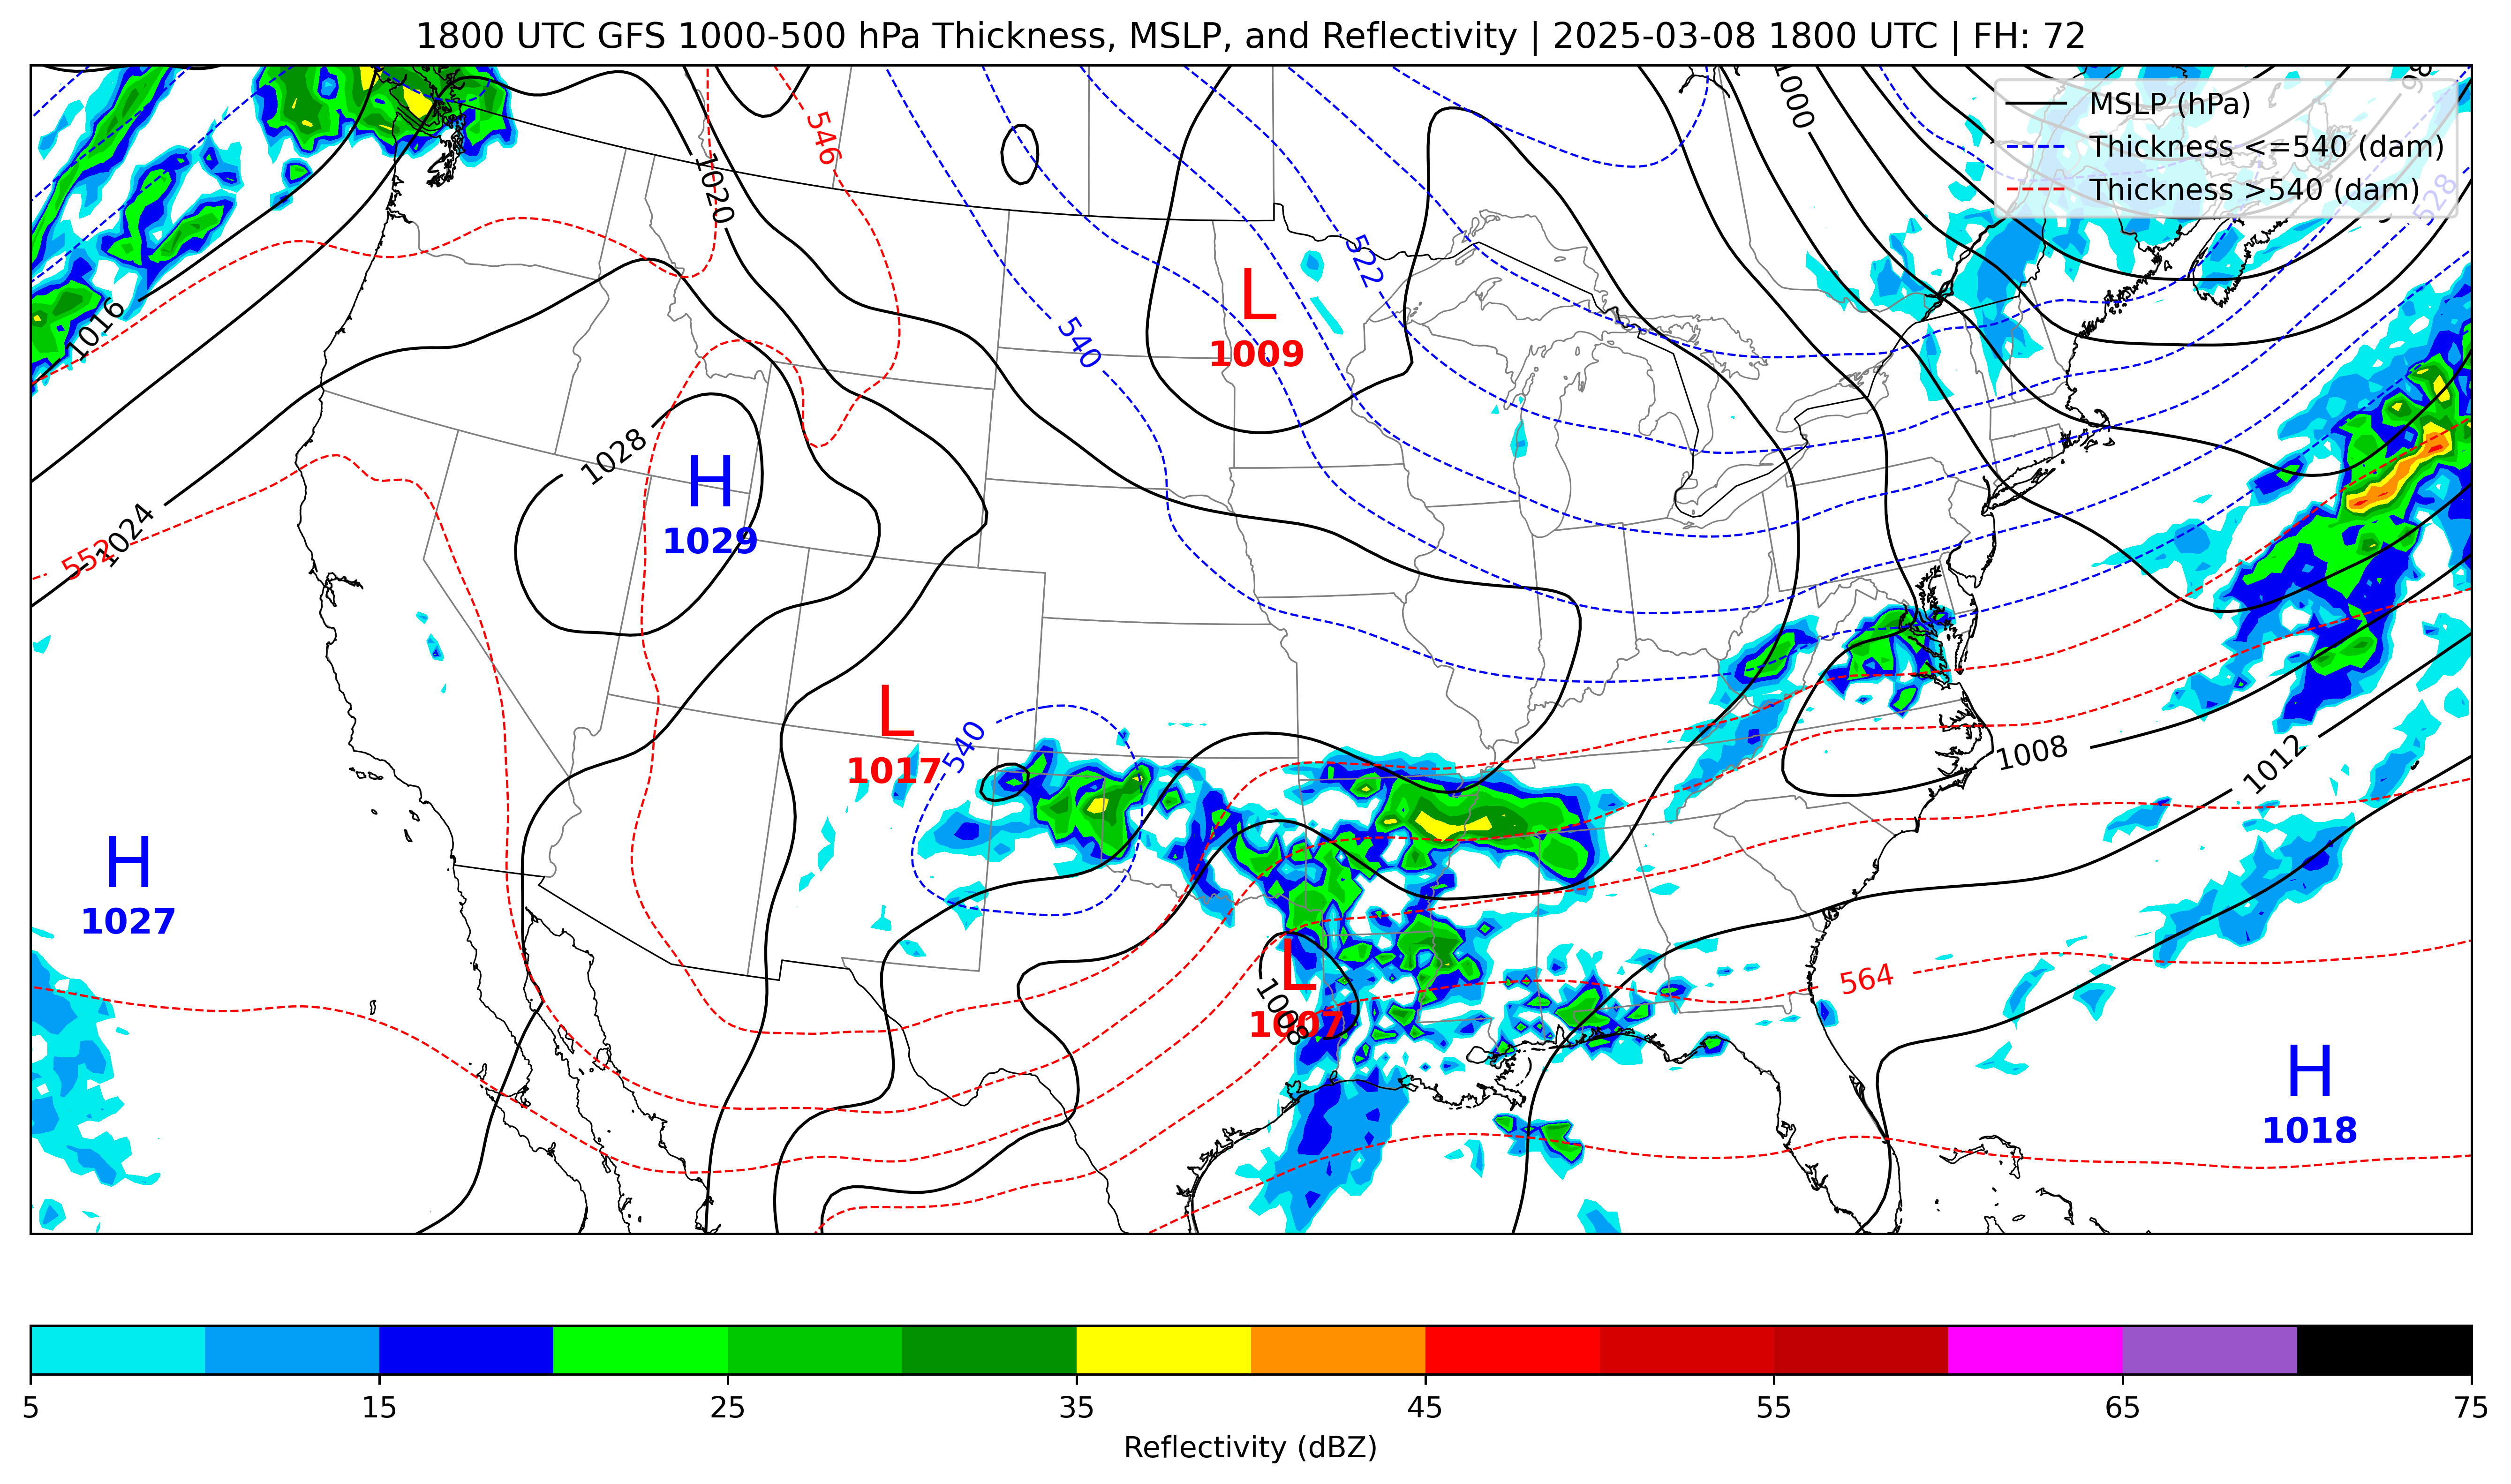 1800 UTC GFS 1000-500 hPa Thickness, MSLP, and Reflectivity | 2025-03-08 1800 UTC | FH: 72
MSLP (hPa)
Thickness <=540 (dam)
Thickness >540 (dam)
1000
546
1020
528
522
L
1009
540
1016
1028
H
1029
1024
552
L
1017
540
1008
1012
H
1027
L
1007
1008
564
H
1018
5 15 25 35 45 55 65 75
Reflectivity (dBZ)